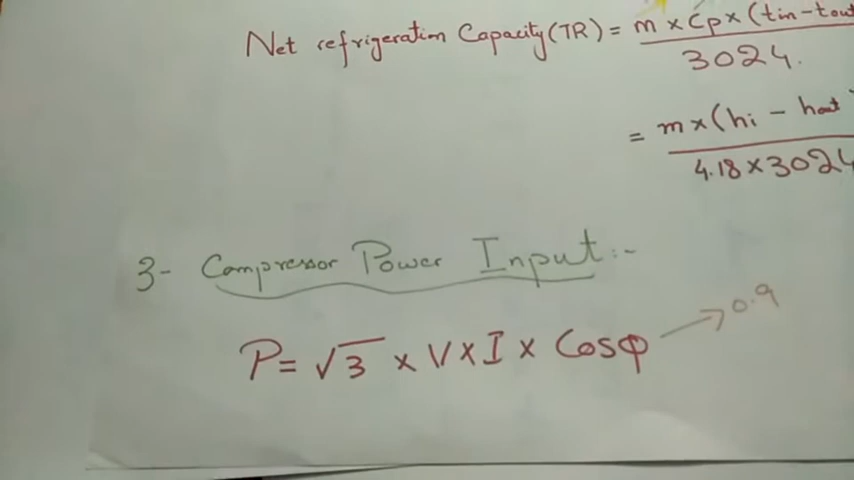 Net refrigeration Capacity (TR) = m × Cp × (tin - tout
3024.
= m × (hi - hout
4.18 × 3024
3- Compressor Power Input :-
P = √3 × V × I × Cosφ → 0.9